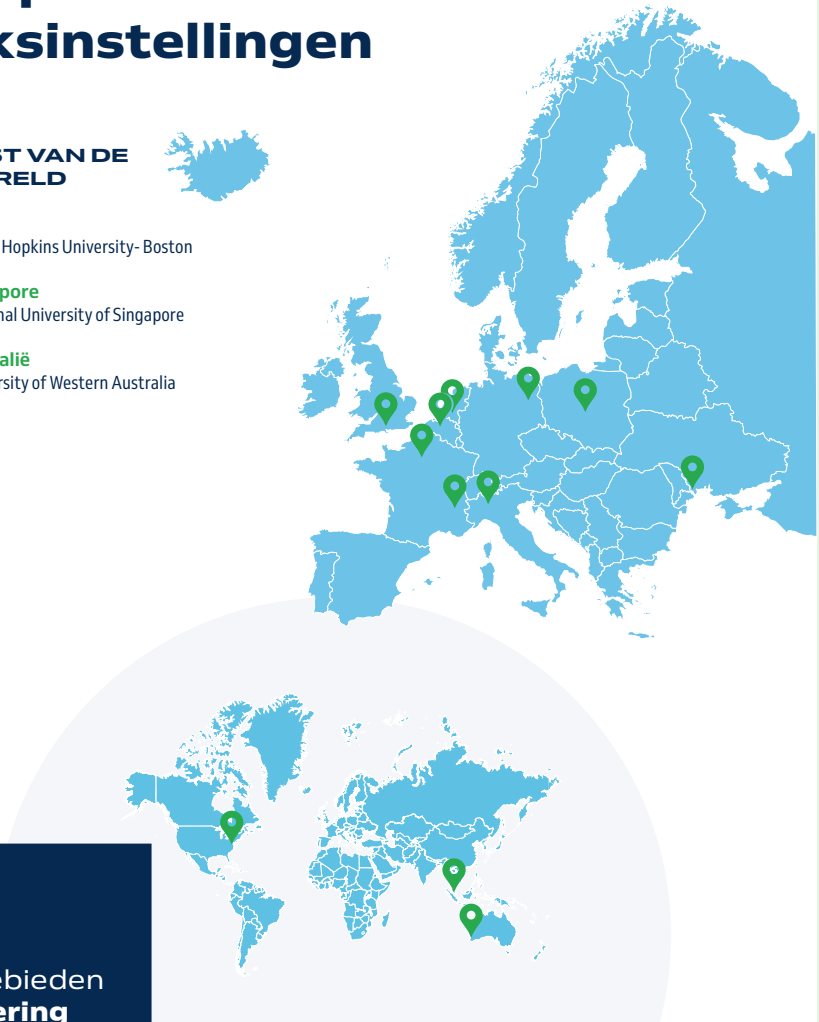 ksinstellingen
ST VAN DE
RELD
Hopkins University- Boston
pore
nal University of Singapore
alië
rsity of Western Australia
ebieden
ering